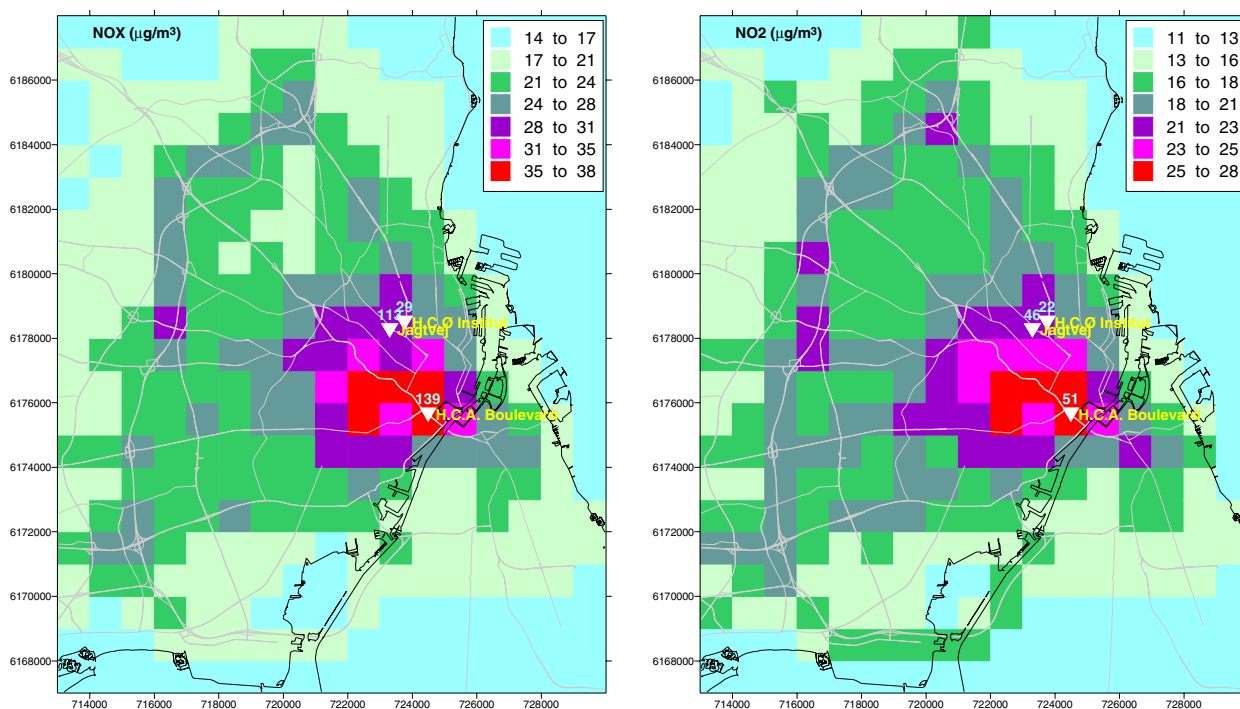 NOX (µg/m³)
14 to 17
17 to 21
21 to 24
24 to 28
28 to 31
31 to 35
35 to 38
6186000
6184000
6182000
6180000
6178000
6176000
6174000
6172000
6170000
6168000
29
H.C.Ø Institut
Jagtvej
139
H.C.A. Boulevard
714000 716000 718000 720000 722000 724000 726000 728000
NO2 (µg/m³)
11 to 13
13 to 16
16 to 18
18 to 21
21 to 23
23 to 25
25 to 28
6186000
6184000
6182000
6180000
6178000
6176000
6174000
6172000
6170000
6168000
22
46
H.C.Ø Institut
Jagtvej
51
H.C.A. Boulevard
714000 716000 718000 720000 722000 724000 726000 728000